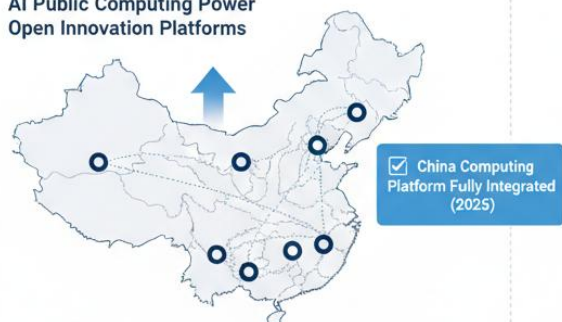 AI Public Computing Power
Open Innovation Platforms
China Computing
Platform Fully Integrated
(2025)